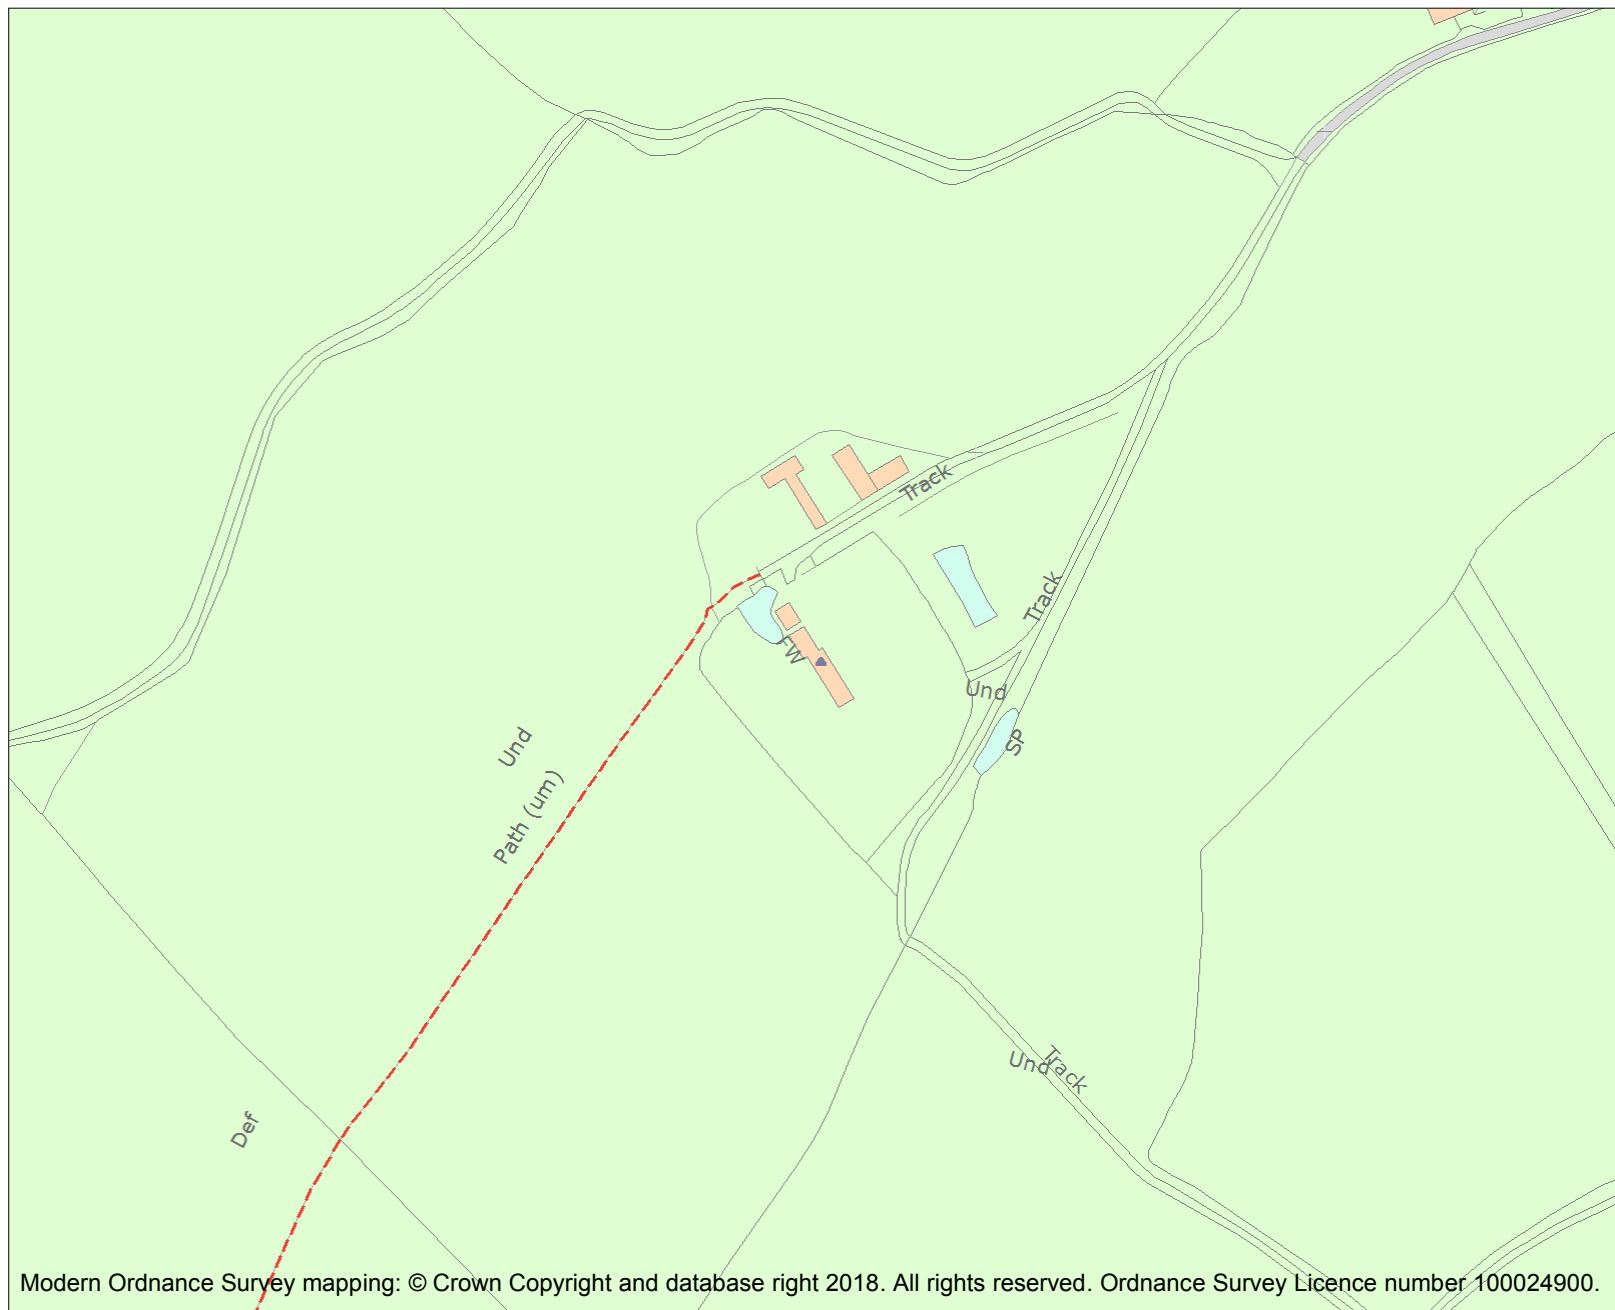 Track
Track
FW
Und
Und
SP
Path (um)
Und
Track
Def
Modern Ordnance Survey mapping: © Crown Copyright and database right 2018. All rights reserved. Ordnance Survey Licence number 100024900.